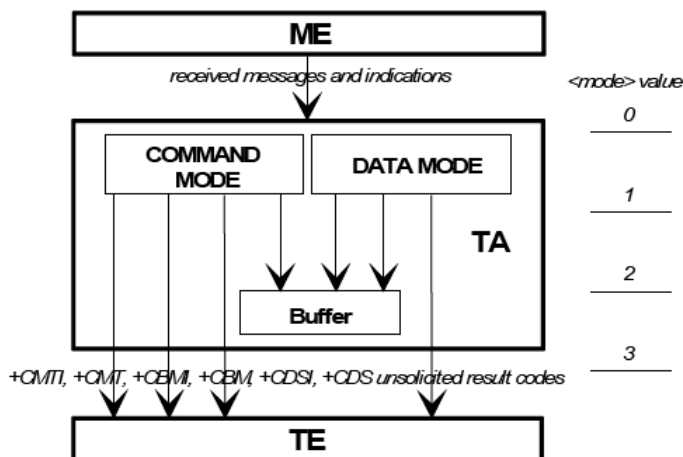 ME
received messages and indications
<mode> value
0
COMMAND MODE
DATA MODE
1
TA
2
Buffer
3
+CMTI, +CMT, +CBMI, +CBM, +CDSI, +CDS unsolicited result codes
TE